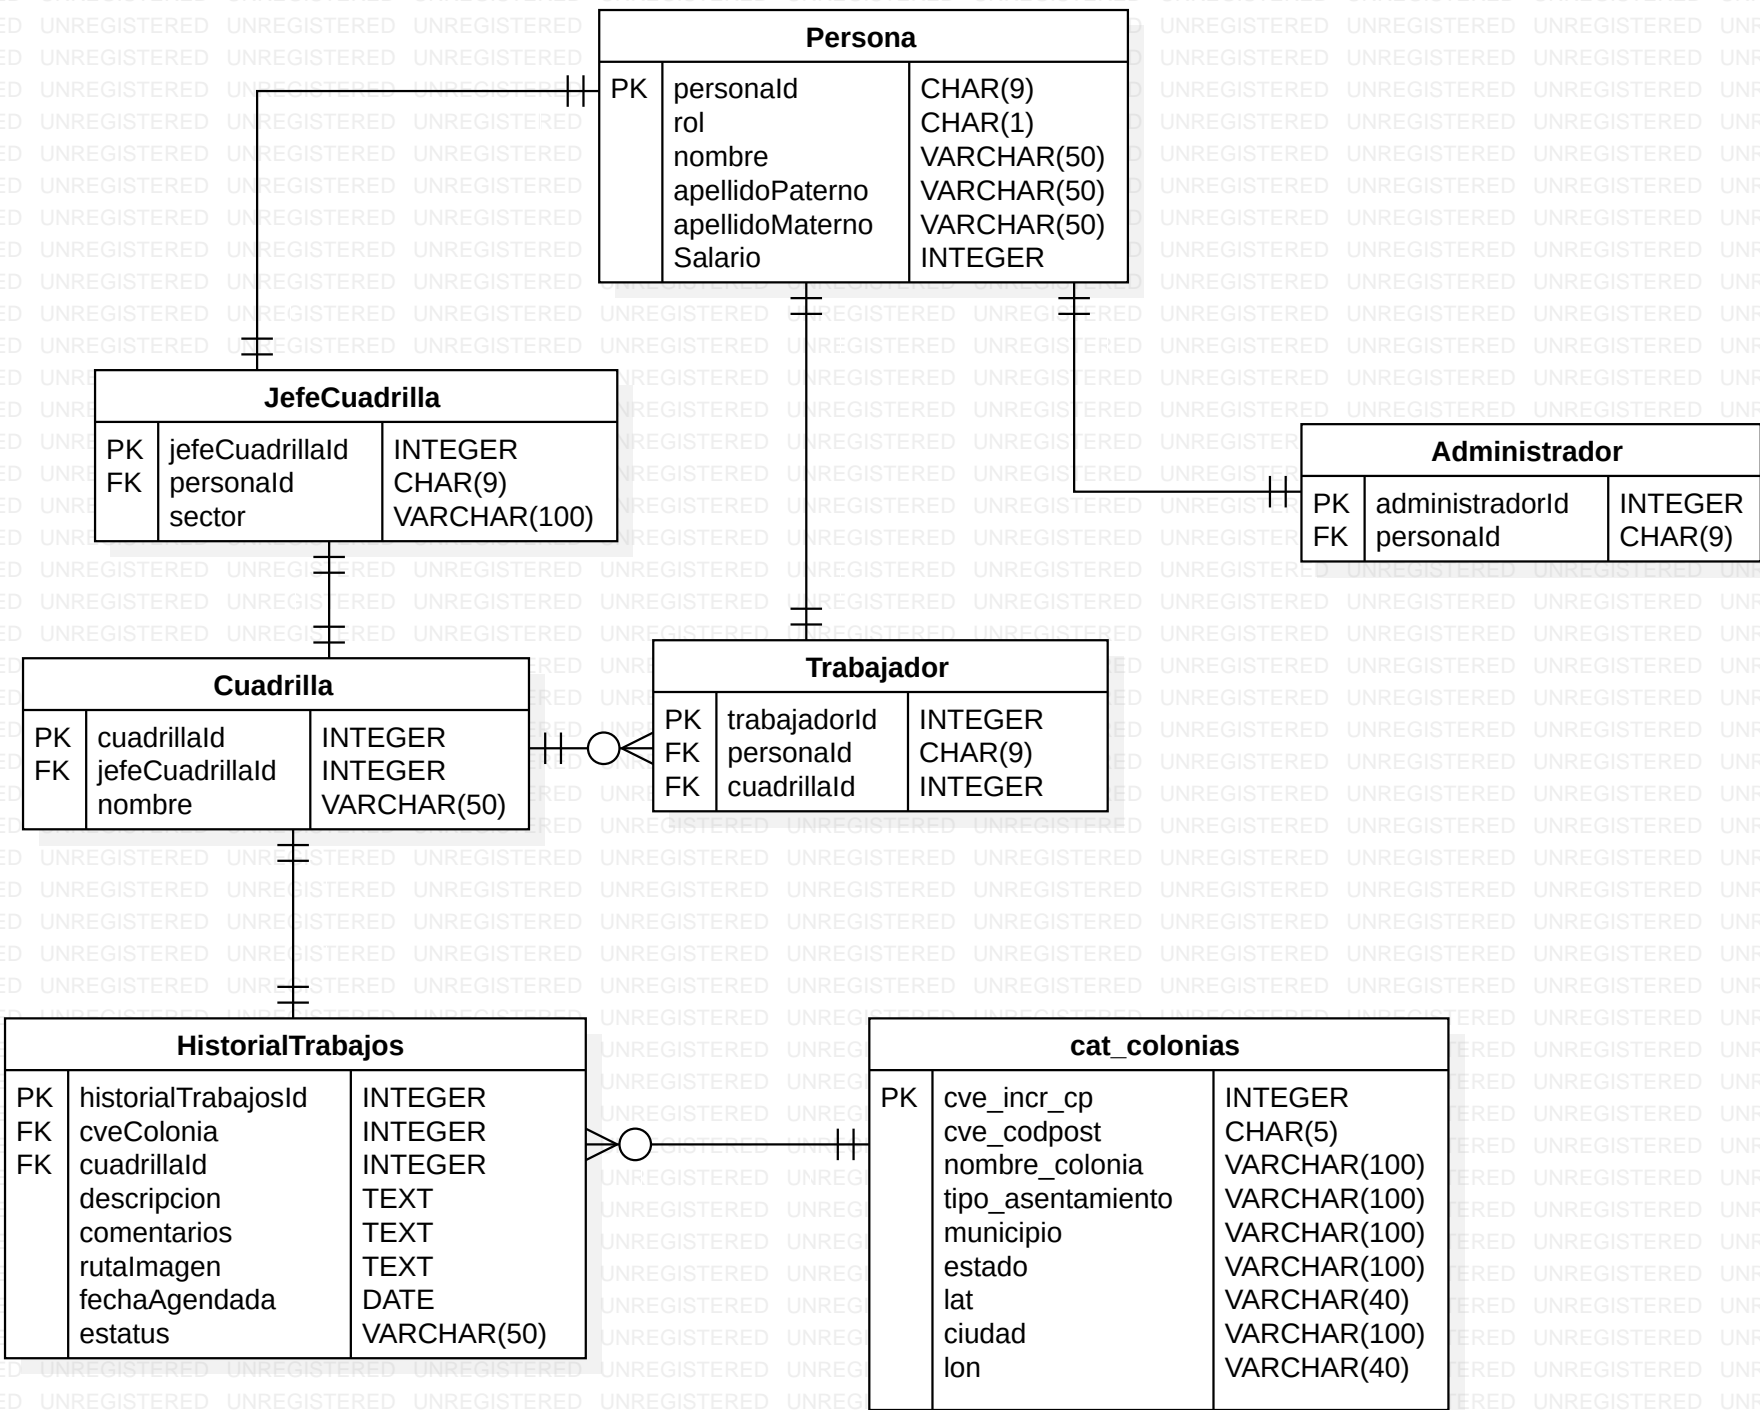 Persona
PK personaId CHAR(9)
rol CHAR(1)
nombre VARCHAR(50)
apellidoPaterno VARCHAR(50)
apellidoMaterno VARCHAR(50)
Salario INTEGER
JefeCuadrilla
PK jefeCuadrillaId INTEGER
FK personaId CHAR(9)
sector VARCHAR(100)
Administrador
PK administradorId INTEGER
FK personaId CHAR(9)
Cuadrilla
PK cuadrillaId INTEGER
FK jefeCuadrillaId INTEGER
nombre VARCHAR(50)
Trabajador
PK trabajadorId INTEGER
FK personaId CHAR(9)
FK cuadrillaId INTEGER
HistorialTrabajos
PK historialTrabajosId INTEGER
FK cveColonia INTEGER
FK cuadrillaId INTEGER
descripcion TEXT
comentarios TEXT
rutaImagen TEXT
fechaAgendada DATE
estatus VARCHAR(50)
cat_colonias
PK cve_incr_cp INTEGER
cve_codpost CHAR(5)
nombre_colonia VARCHAR(100)
tipo_asentamiento VARCHAR(100)
municipio VARCHAR(100)
estado VARCHAR(100)
lat VARCHAR(40)
ciudad VARCHAR(100)
lon VARCHAR(40)
UNREGISTERED